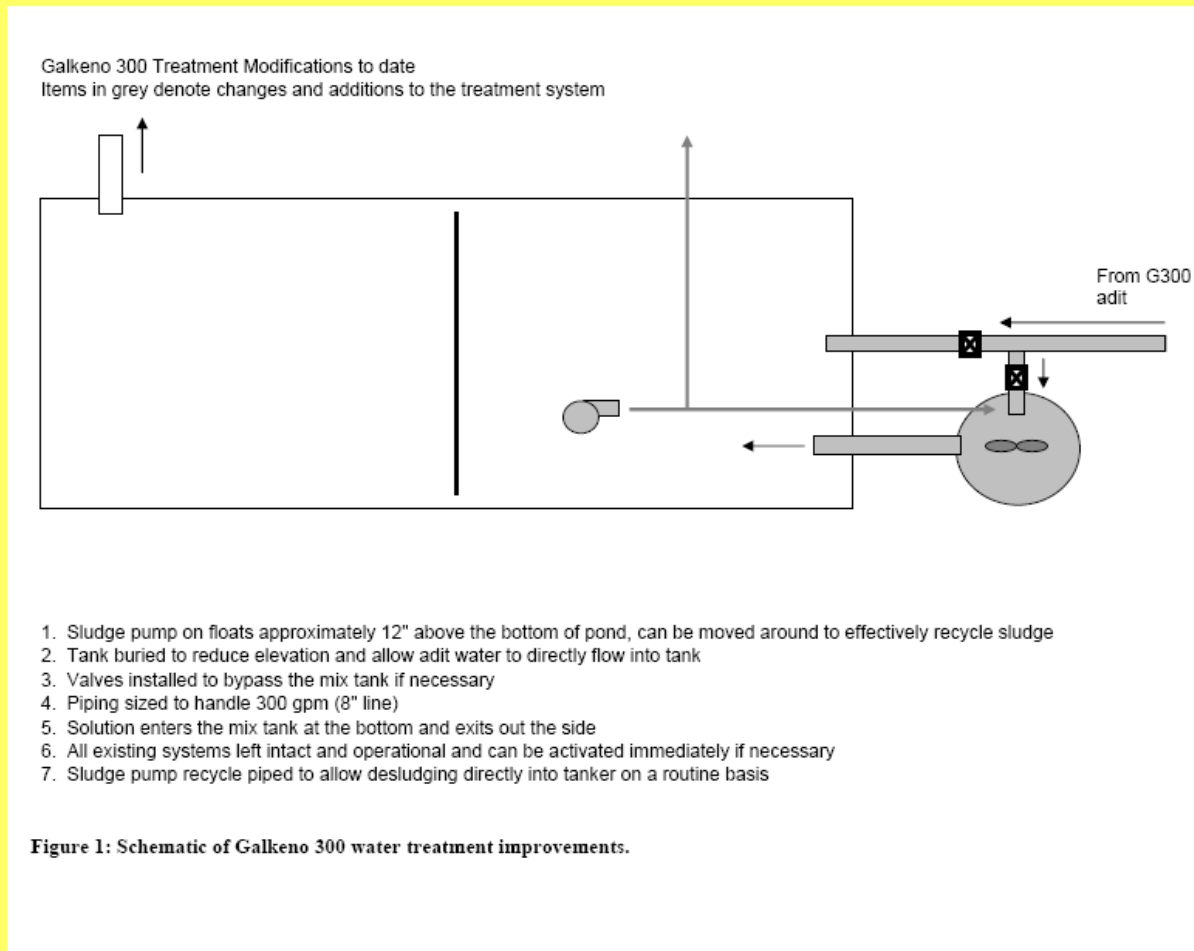 Galkeno 300 Treatment Modifications to date
Items in grey denote changes and additions to the treatment system
From G300
adit
1. Sludge pump on floats approximately 12" above the bottom of pond, can be moved around to effectively recycle sludge
2. Tank buried to reduce elevation and allow adit water to directly flow into tank
3. Valves installed to bypass the mix tank if necessary
4. Piping sized to handle 300 gpm (8" line)
5. Solution enters the mix tank at the bottom and exits out the side
6. All existing systems left intact and operational and can be activated immediately if necessary
7. Sludge pump recycle piped to allow desludging directly into tanker on a routine basis
Figure 1: Schematic of Galkeno 300 water treatment improvements.